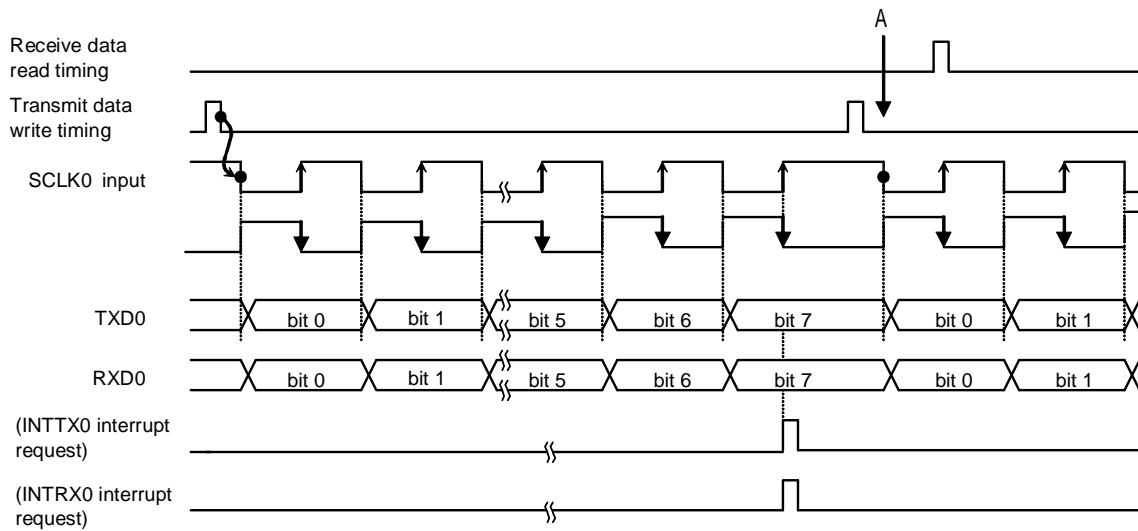 A
Receive data
read timing
Transmit data
write timing
SCLK0 input
TXD0
bit 0 bit 1 bit 5 bit 6 bit 7 bit 0 bit 1
RXD0
bit 0 bit 1 bit 5 bit 6 bit 7 bit 0 bit 1
(INTTX0 interrupt
request)
(INTRX0 interrupt
request)